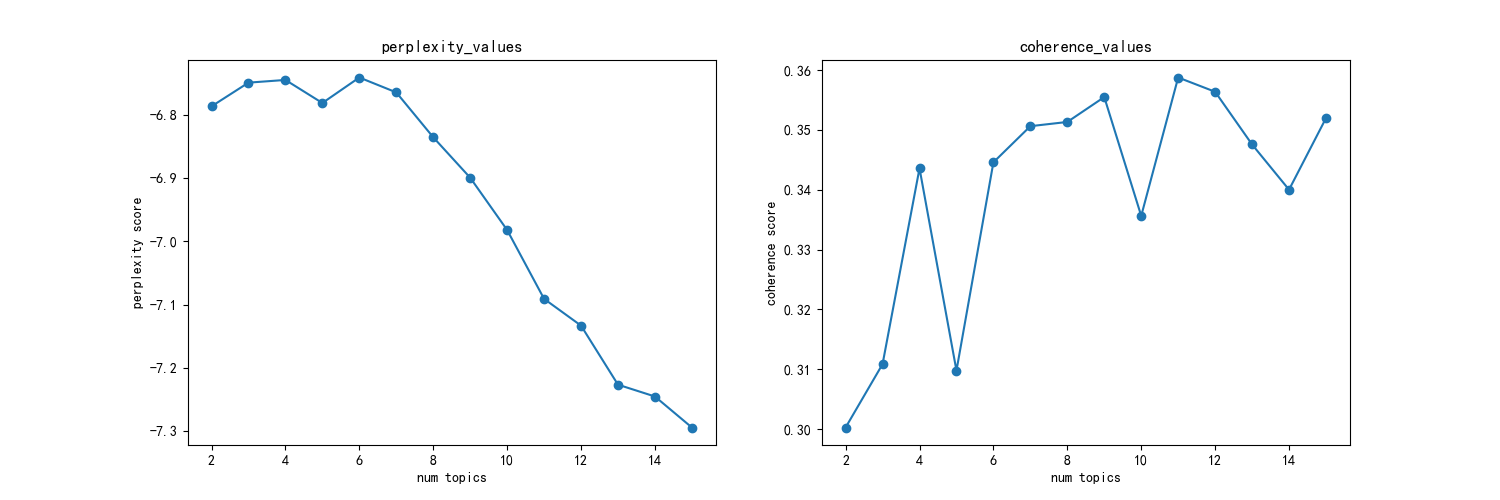 perplexity_values
perplexity score
-6.8
-6.9
-7.0
-7.1
-7.2
-7.3
2 4 6 8 10 12 14
num topics
coherence_values
coherence score
0.36
0.35
0.34
0.33
0.32
0.31
0.30
2 4 6 8 10 12 14
num topics